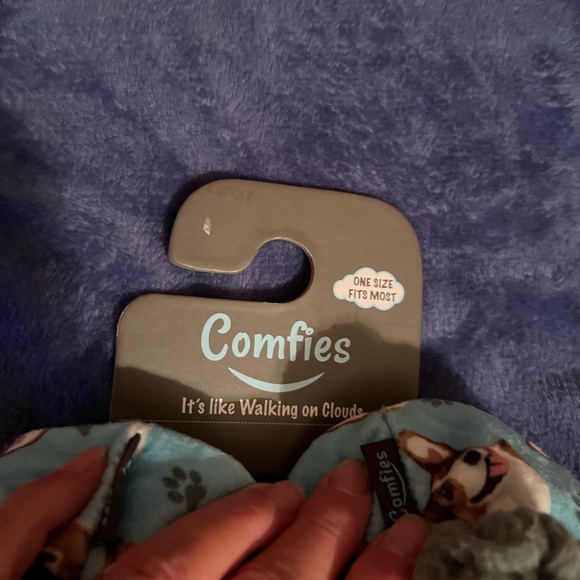 ONE SIZE
FITS MOST
Comfies
It's like Walking on Clouds
Comfies